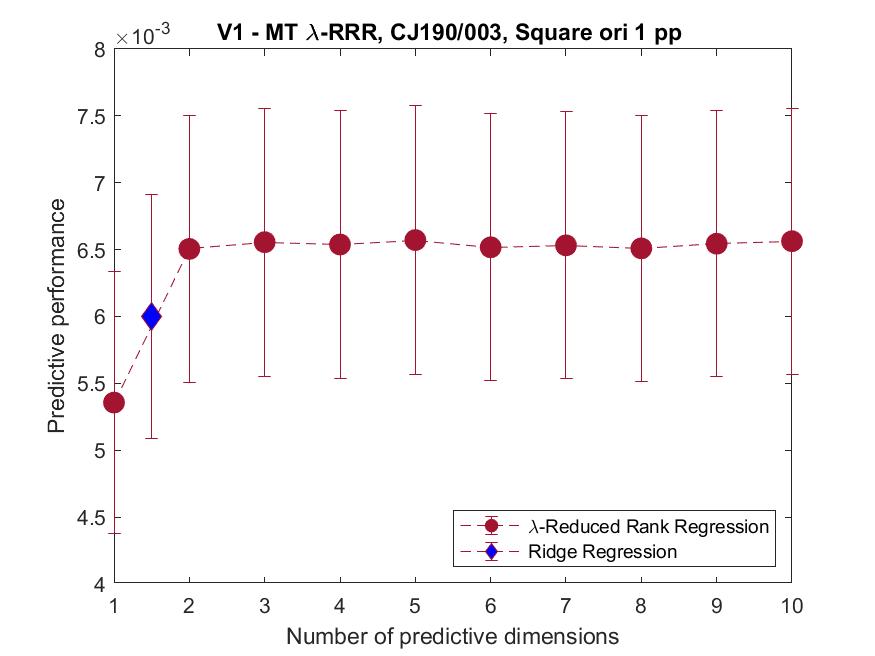 V1 - MT λ-RRR, CJ190/003, Square ori 1 pp
×10⁻³
8
7.5
7
6.5
6
5.5
5
4.5
4
Predictive performance
λ-Reduced Rank Regression
Ridge Regression
1 2 3 4 5 6 7 8 9 10
Number of predictive dimensions